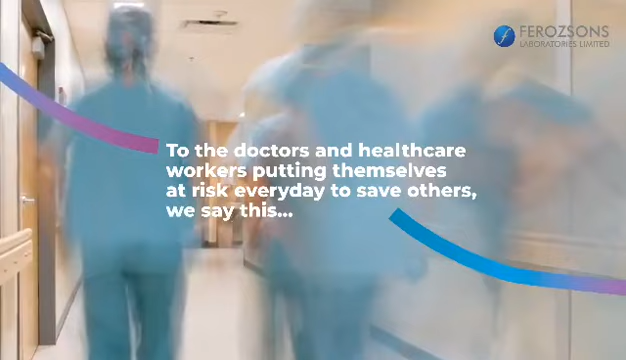 FEROZSONS
LABORATORIES LIMITED
To the doctors and healthcare
workers putting themselves
at risk everyday to save others,
we say this...